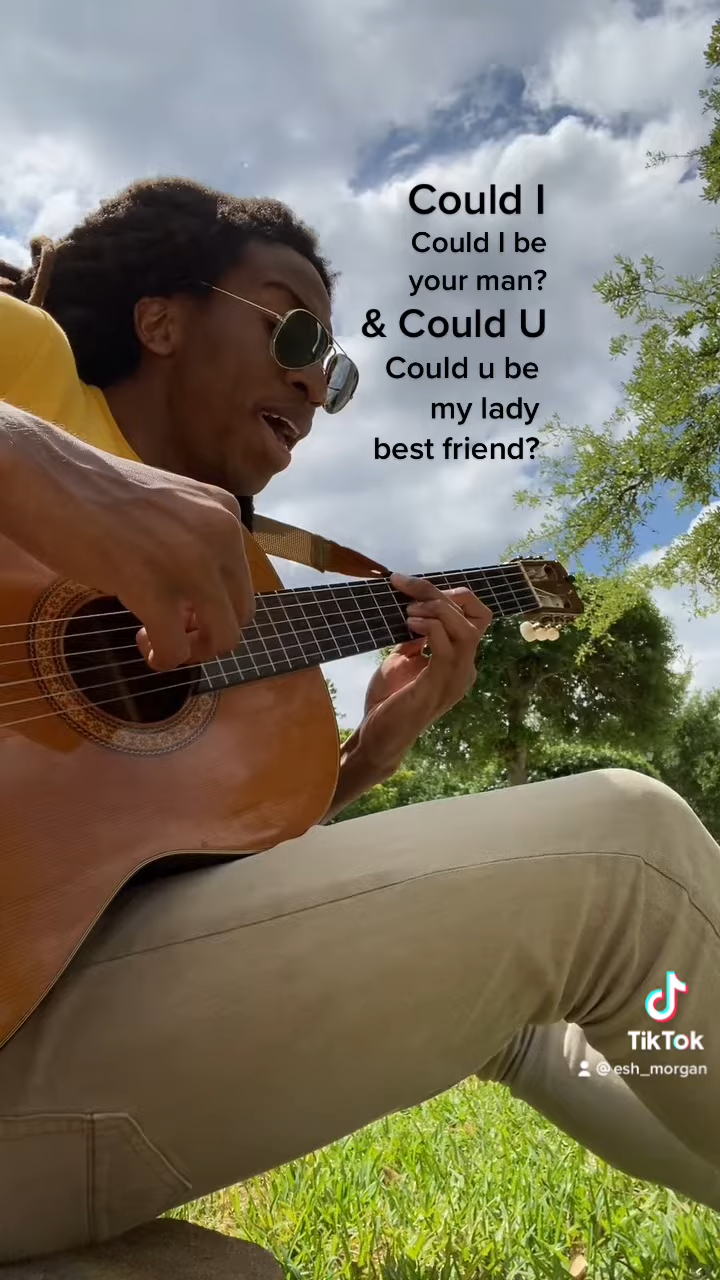 Could I
Could I be
your man?
& Could U
Could u be
my lady
best friend?
TikTok
@esh_morgan